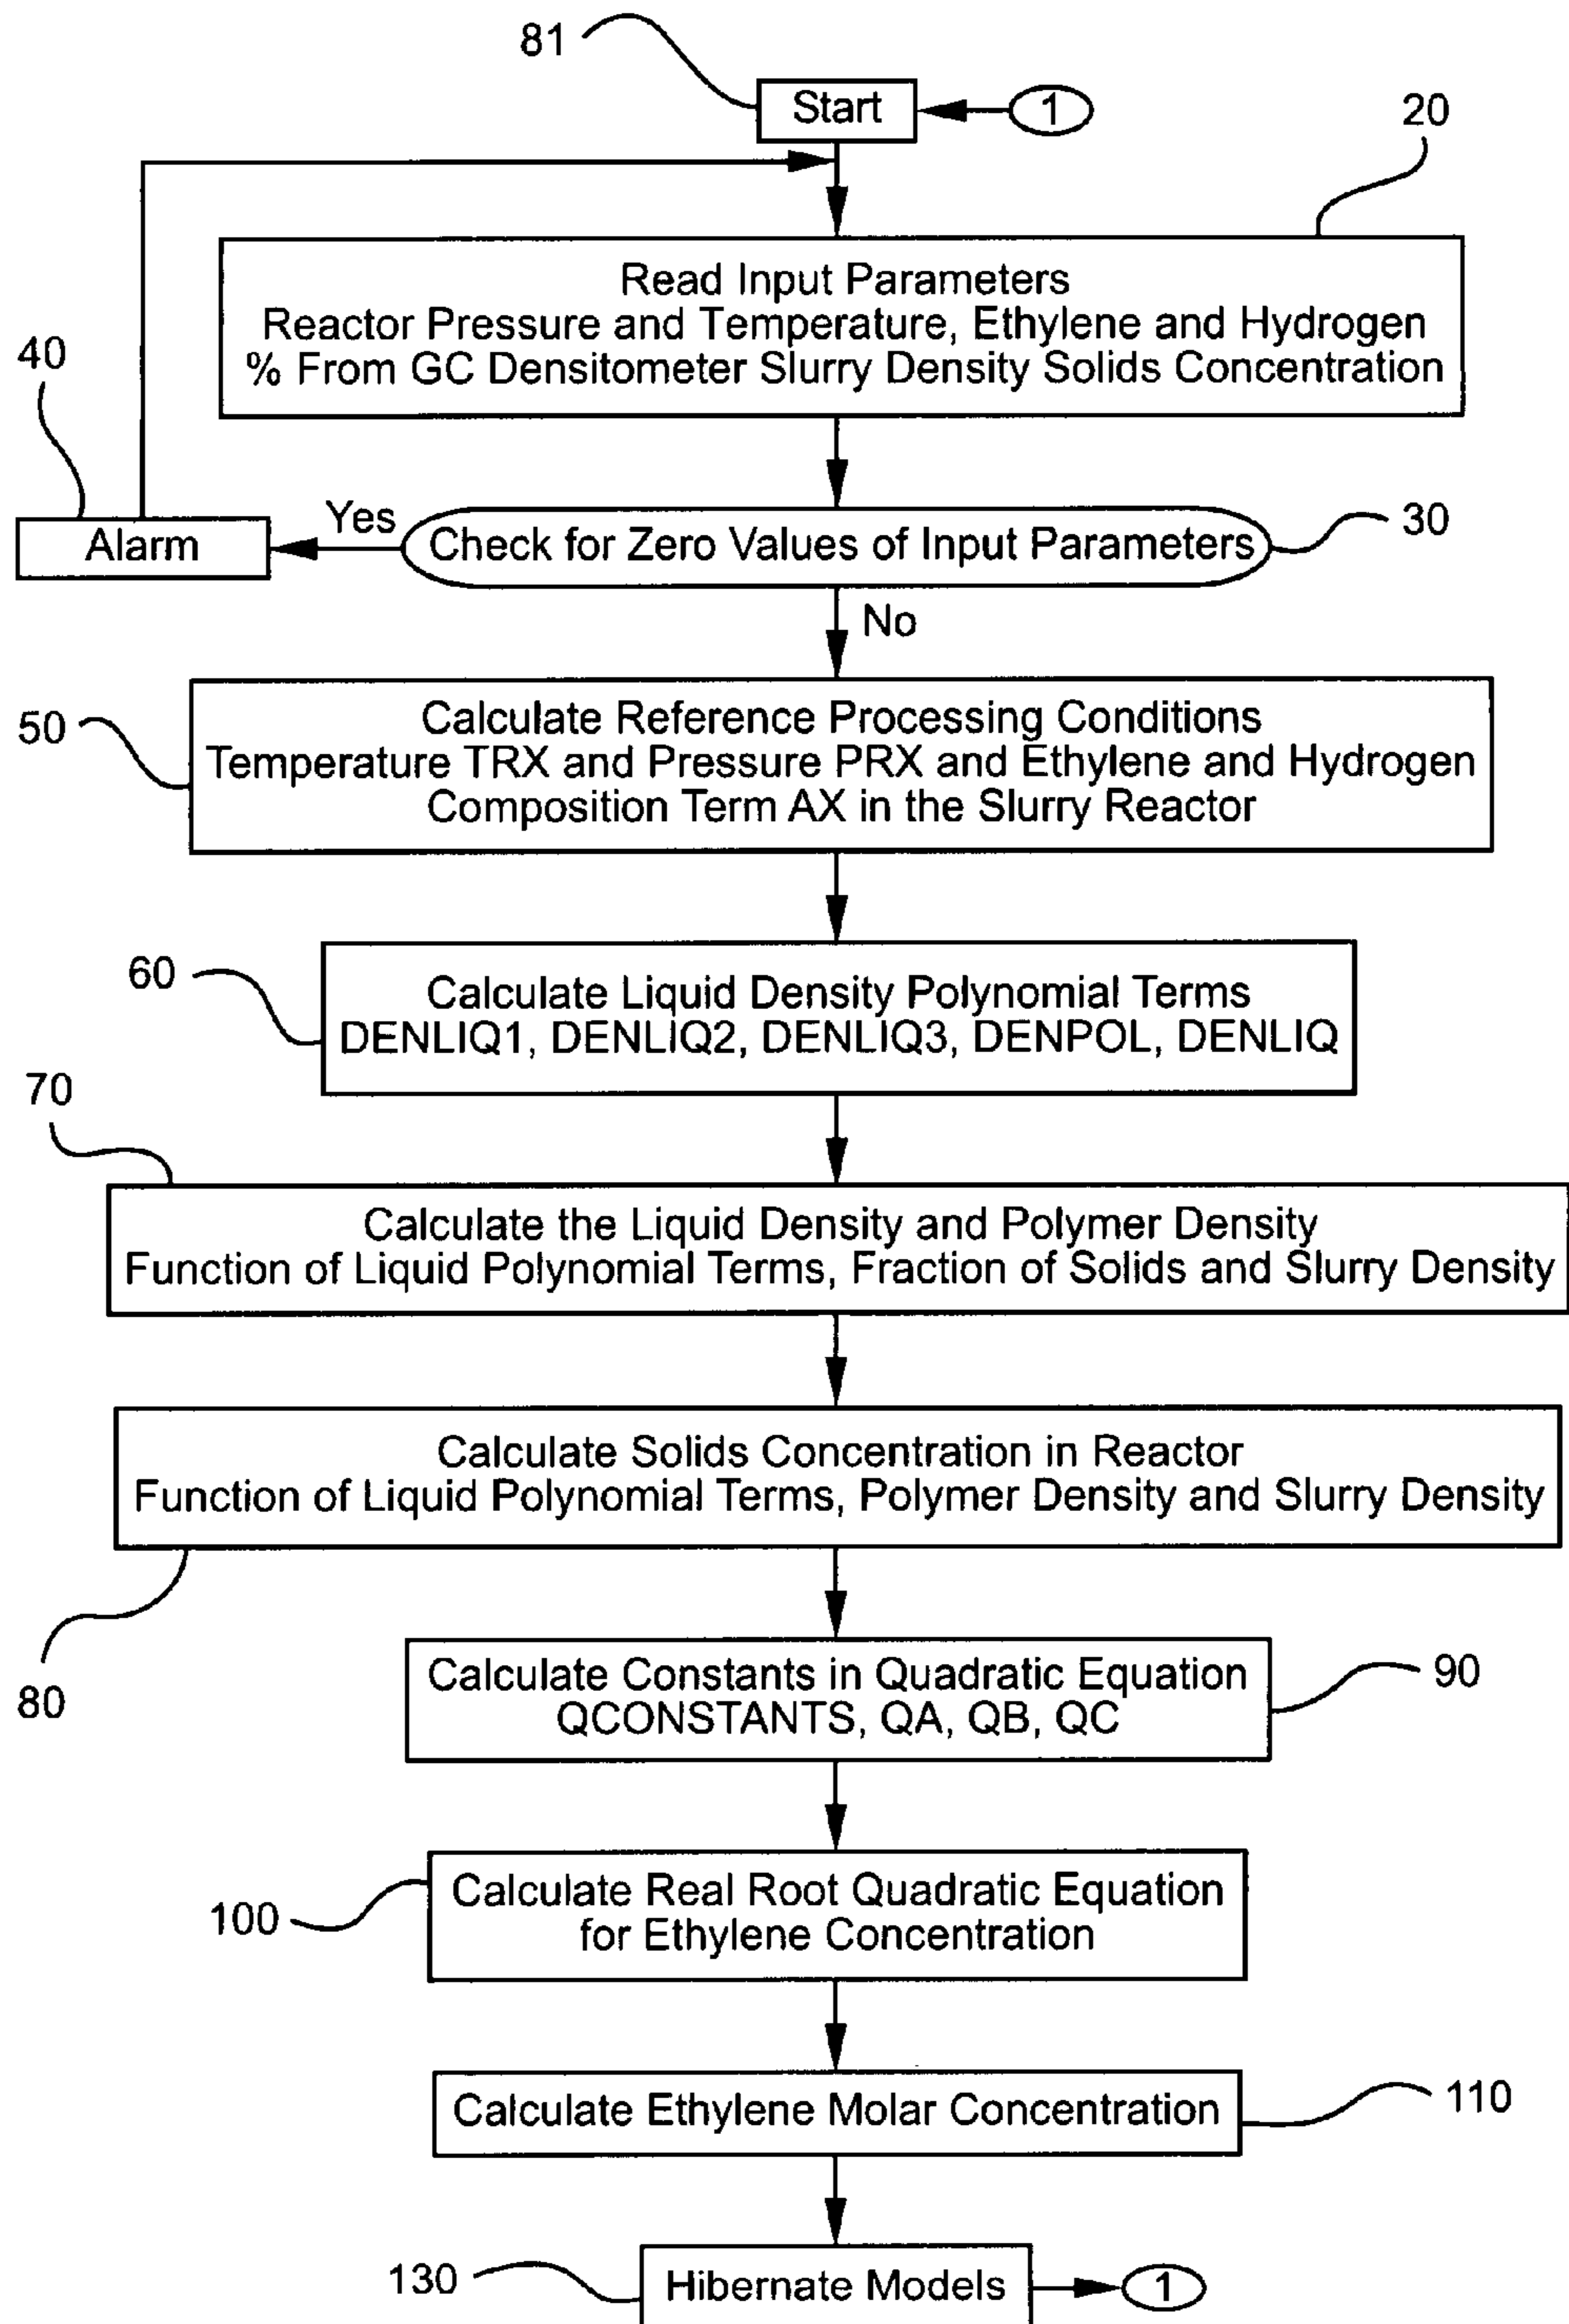 81
Start
1
20
Read Input Parameters
Reactor Pressure and Temperature, Ethylene and Hydrogen
% From GC Densitometer Slurry Density Solids Concentration
40
Alarm
Yes
Check for Zero Values of Input Parameters
30
No
50
Calculate Reference Processing Conditions
Temperature TRX and Pressure PRX and Ethylene and Hydrogen
Composition Term AX in the Slurry Reactor
60
Calculate Liquid Density Polynomial Terms
DENLIQ1, DENLIQ2, DENLIQ3, DENPOL, DENLIQ
70
Calculate the Liquid Density and Polymer Density
Function of Liquid Polynomial Terms, Fraction of Solids and Slurry Density
Calculate Solids Concentration in Reactor
Function of Liquid Polynomial Terms, Polymer Density and Slurry Density
80
Calculate Constants in Quadratic Equation
QCONSTANTS, QA, QB, QC
90
100
Calculate Real Root Quadratic Equation
for Ethylene Concentration
Calculate Ethylene Molar Concentration
110
130
Hibernate Models
1